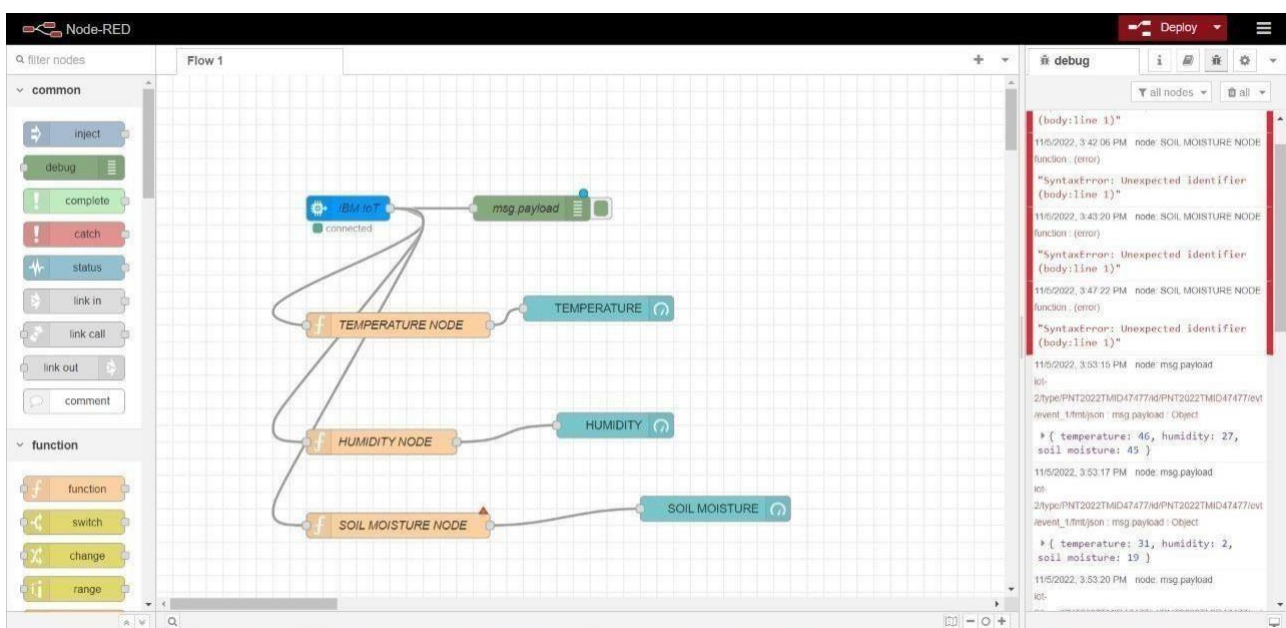 Node-RED
Deploy
filter nodes
common
inject
debug
complete
catch
status
link in
link call
link out
comment
function
function
switch
change
range
Flow 1
IBM IoT
connected
msg.payload
TEMPERATURE NODE
TEMPERATURE
HUMIDITY NODE
HUMIDITY
SOIL MOISTURE NODE
SOIL MOISTURE
debug
i
all nodes
all
(body:line 1)"
11/5/2022, 3:42:06 PM node: SOIL MOISTURE NODE
function : (error)
"SyntaxError: Unexpected identifier
(body:line 1)"
11/5/2022, 3:43:20 PM node: SOIL MOISTURE NODE
function : (error)
"SyntaxError: Unexpected identifier
(body:line 1)"
11/5/2022, 3:47:22 PM node: SOIL MOISTURE NODE
function : (error)
"SyntaxError: Unexpected identifier
(body:line 1)"
11/5/2022, 3:53:15 PM node: msg.payload
iot-
2/type/PNT2022TMID47477/id/PNT2022TMID47477/evt
/event_1/fmt/json : msg.payload : Object
{ temperature: 46, humidity: 27,
soil moisture: 45 }
11/5/2022, 3:53:17 PM node: msg.payload
iot-
2/type/PNT2022TMID47477/id/PNT2022TMID47477/evt
/event_1/fmt/json : msg.payload : Object
{ temperature: 31, humidity: 2,
soil moisture: 19 }
11/5/2022, 3:53:20 PM node: msg.payload
iot-